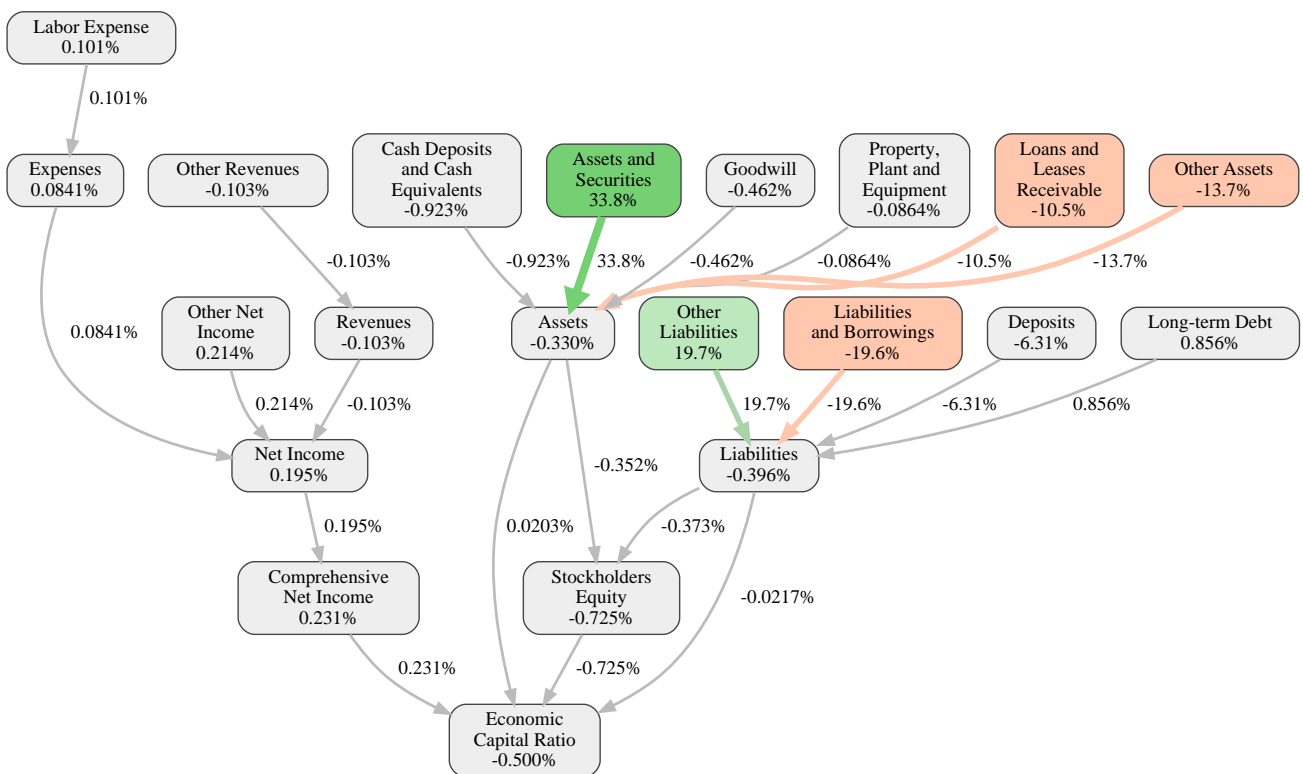 Labor Expense
0.101%
0.101%
Expenses
0.0841%
Other Revenues
-0.103%
Cash Deposits
and Cash
Equivalents
-0.923%
Assets and
Securities
33.8%
Goodwill
-0.462%
Property,
Plant and
Equipment
-0.0864%
Loans and
Leases
Receivable
-10.5%
Other Assets
-13.7%
-0.103%
-0.923%
33.8%
-0.462%
-0.0864%
-10.5%
-13.7%
0.0841%
Other Net
Income
0.214%
Revenues
-0.103%
Assets
-0.330%
Other
Liabilities
19.7%
Liabilities
and Borrowings
-19.6%
Deposits
-6.31%
Long-term Debt
0.856%
0.214%
-0.103%
19.7%
-19.6%
-6.31%
0.856%
Net Income
0.195%
-0.352%
Liabilities
-0.396%
0.195%
0.0203%
-0.373%
Comprehensive
Net Income
0.231%
Stockholders
Equity
-0.725%
-0.0217%
0.231%
-0.725%
Economic
Capital Ratio
-0.500%